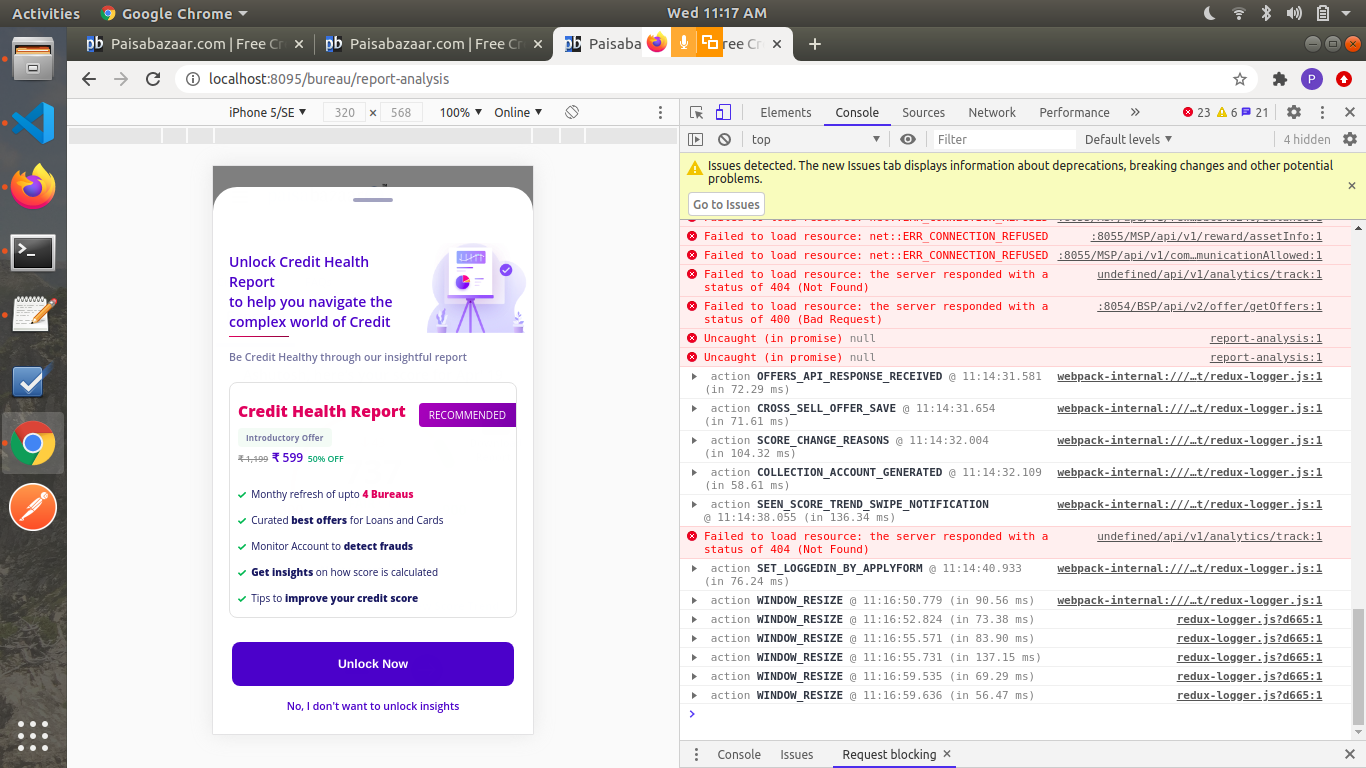 Activities
Google Chrome
Wed 11:17 AM
Paisabazaar.com | Free Cr
Paisabazaar.com | Free Cr
Paisaba
ree Cr
localhost:8095/bureau/report-analysis
P
iPhone 5/SE
320 × 568
100%
Online
Elements
Console
Sources
Network
Performance
23
6
21
top
Filter
Default levels
4 hidden
Issues detected. The new Issues tab displays information about deprecations, breaking changes and other potential
problems.
Go to Issues
Failed to load resource: net::ERR_CONNECTION_REFUSED
Failed to load resource: net::ERR_CONNECTION_REFUSED :8055/MSP/api/v1/reward/assetInfo:1
Failed to load resource: net::ERR_CONNECTION_REFUSED :8055/MSP/api/v1/com…municationAllowed:1
Failed to load resource: the server responded with a undefined/api/v1/analytics/track:1
status of 404 (Not Found)
Failed to load resource: the server responded with a :8054/BSP/api/v2/offer/getOffers:1
status of 400 (Bad Request)
Uncaught (in promise) null report-analysis:1
Uncaught (in promise) null report-analysis:1
action OFFERS_API_RESPONSE_RECEIVED @ 11:14:31.581 webpack-internal:///…t/redux-logger.js:1
(in 72.29 ms)
action CROSS_SELL_OFFER_SAVE @ 11:14:31.654 webpack-internal:///…t/redux-logger.js:1
(in 71.61 ms)
action SCORE_CHANGE_REASONS @ 11:14:32.004 webpack-internal:///…t/redux-logger.js:1
(in 104.32 ms)
action COLLECTION_ACCOUNT_GENERATED @ 11:14:32.109 webpack-internal:///…t/redux-logger.js:1
(in 58.61 ms)
action SEEN_SCORE_TREND_SWIPE_NOTIFICATION webpack-internal:///…t/redux-logger.js:1
@ 11:14:38.055 (in 136.34 ms)
Failed to load resource: the server responded with a undefined/api/v1/analytics/track:1
status of 404 (Not Found)
action SET_LOGGEDIN_BY_APPLYFORM @ 11:14:40.933 webpack-internal:///…t/redux-logger.js:1
(in 76.24 ms)
action WINDOW_RESIZE @ 11:16:50.779 (in 90.56 ms) webpack-internal:///…t/redux-logger.js:1
action WINDOW_RESIZE @ 11:16:52.824 (in 73.38 ms) redux-logger.js?d665:1
action WINDOW_RESIZE @ 11:16:55.571 (in 83.90 ms) redux-logger.js?d665:1
action WINDOW_RESIZE @ 11:16:55.731 (in 137.15 ms) redux-logger.js?d665:1
action WINDOW_RESIZE @ 11:16:59.535 (in 69.29 ms) redux-logger.js?d665:1
action WINDOW_RESIZE @ 11:16:59.636 (in 56.47 ms) redux-logger.js?d665:1
Console
Issues
Request blocking
Unlock Credit Health
Report
to help you navigate the
complex world of Credit
Be Credit Healthy through our insightful report
Credit Health Report
RECOMMENDED
Introductory Offer
₹ 1,199 ₹ 599 50% OFF
Monthy refresh of upto 4 Bureaus
Curated best offers for Loans and Cards
Monitor Account to detect frauds
Get insights on how score is calculated
Tips to improve your credit score
Unlock Now
No, I don't want to unlock insights